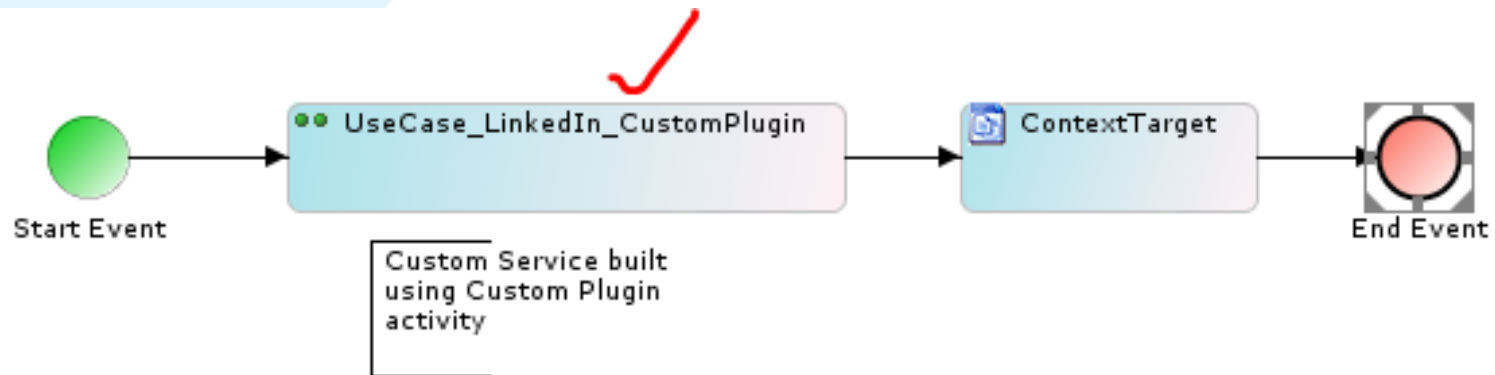 UseCase_LinkedIn_CustomPlugin
ContextTarget
Start Event
End Event
Custom Service built
using Custom Plugin
activity